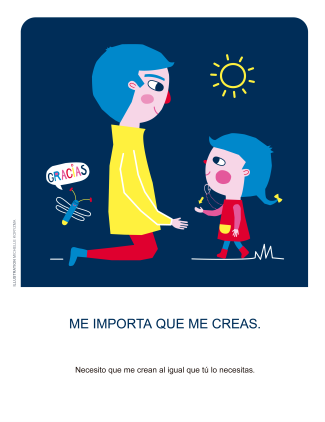 GRACIAS
ME IMPORTA QUE ME CREAS.
Necesito que me crean al igual que tú lo necesitas.